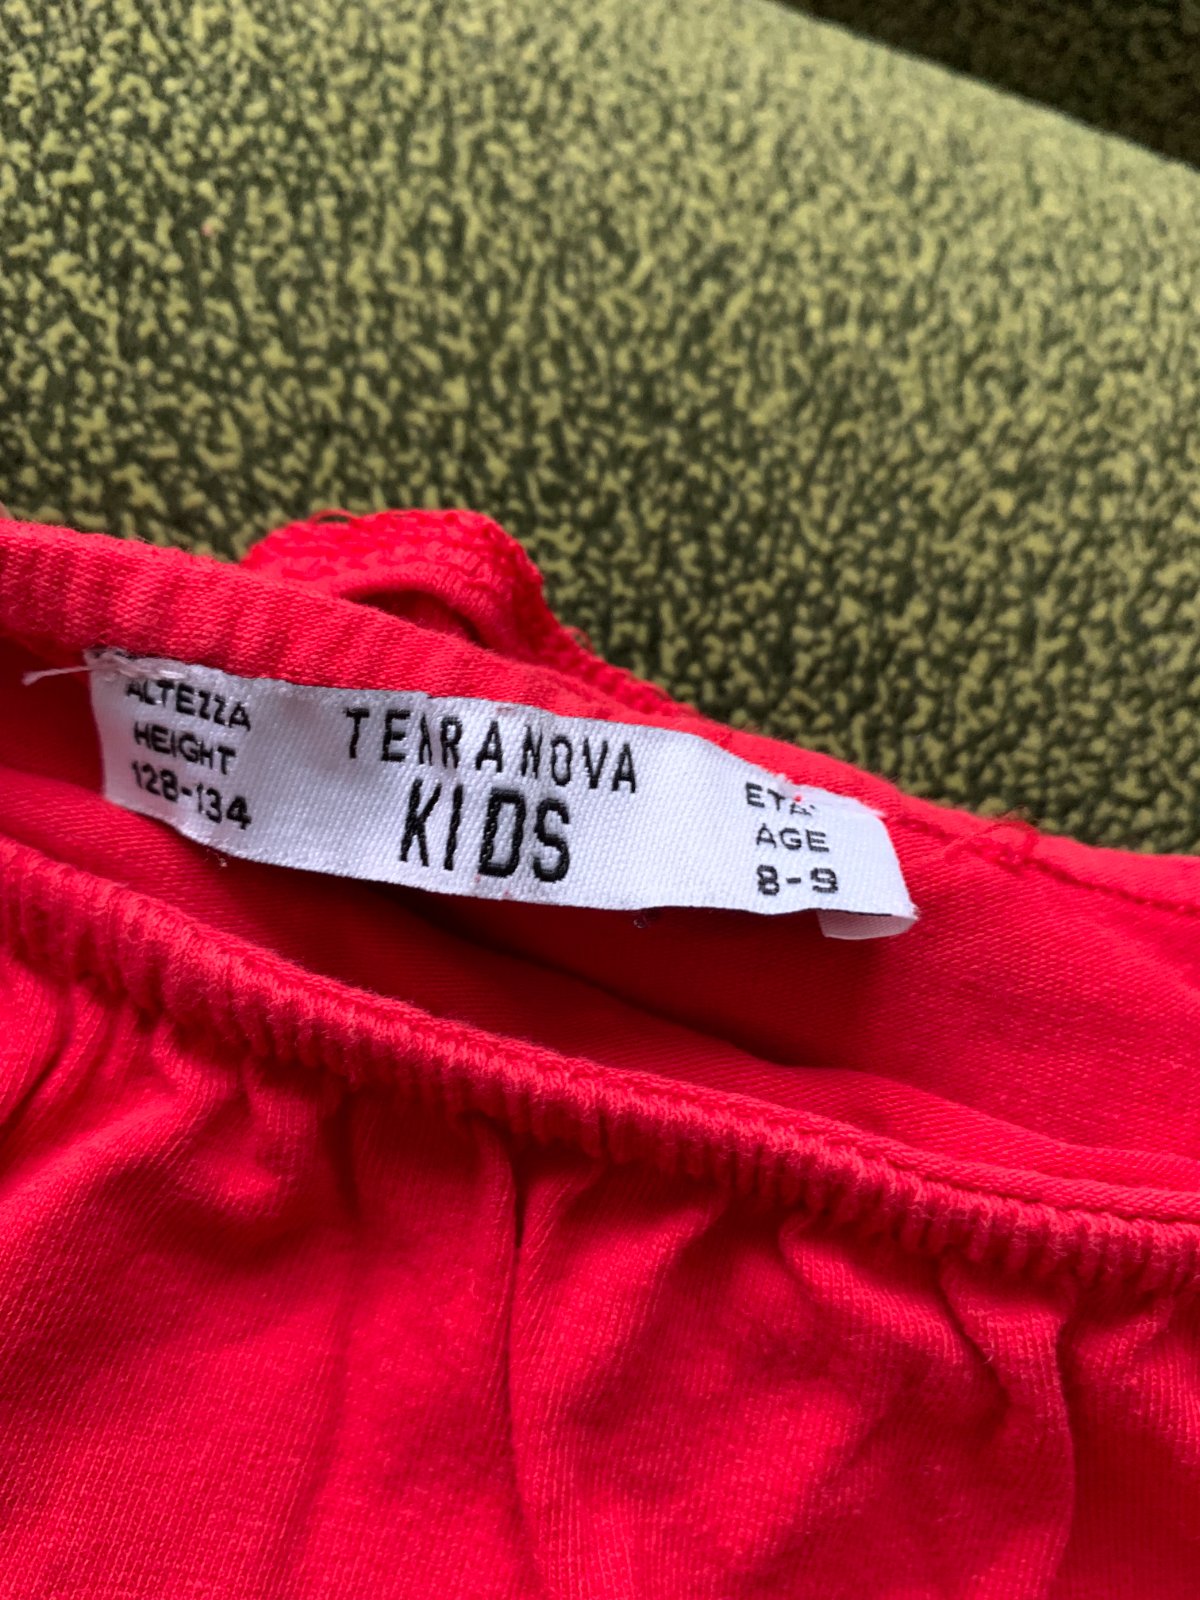 ALTEZZA
HEIGHT
128-134
TERRANOVA
KIDS
ETA'
AGE
8-9